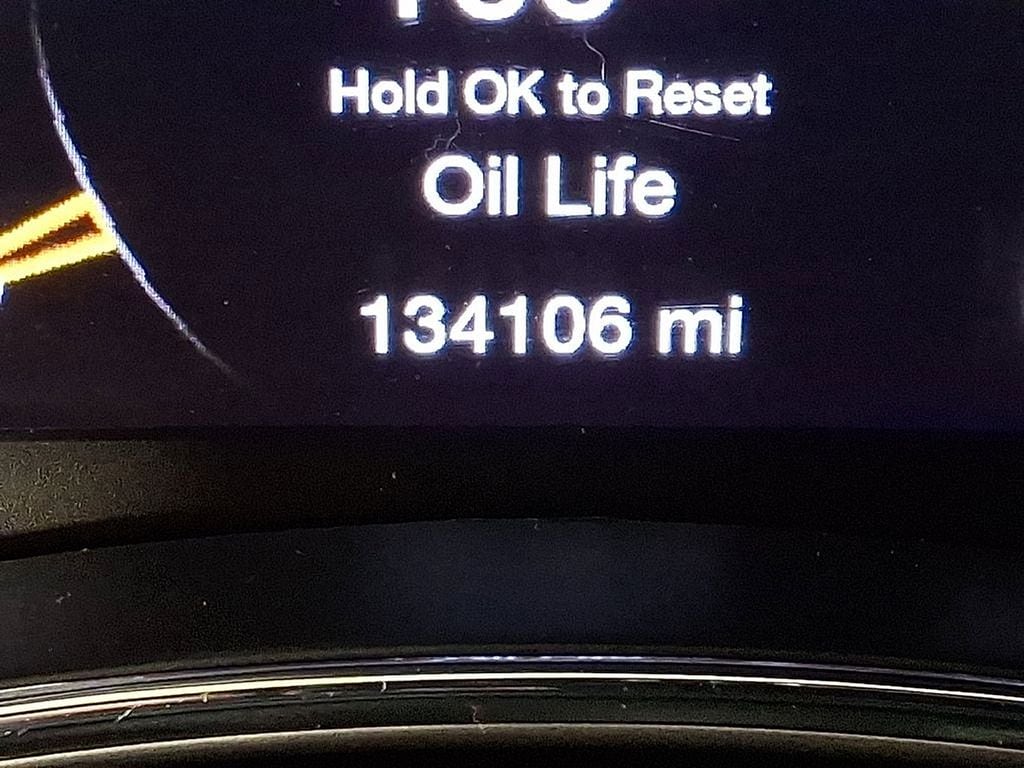 Hold OK to Reset
Oil Life
134106 mi